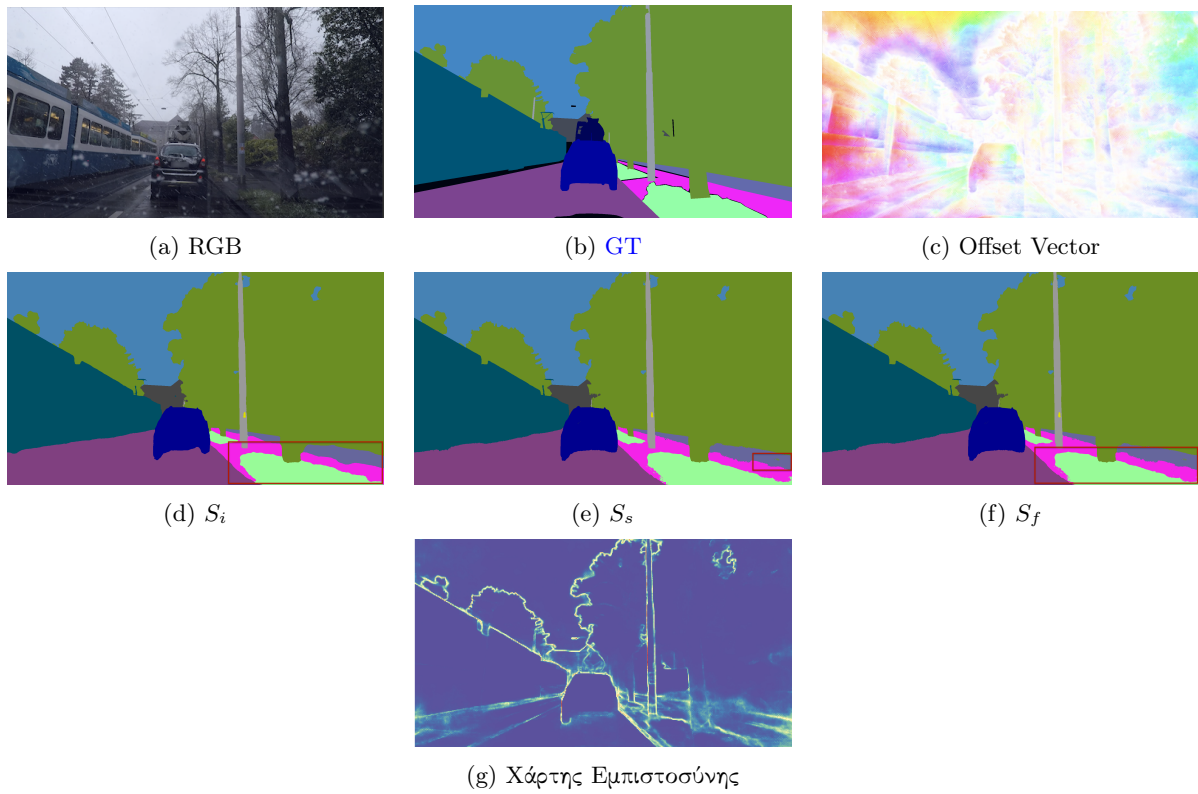 (a) RGB
(b) GT
(c) Offset Vector
(d) S_i
(e) S_s
(f) S_f
(g) Χάρτης Εμπιστοσύνης